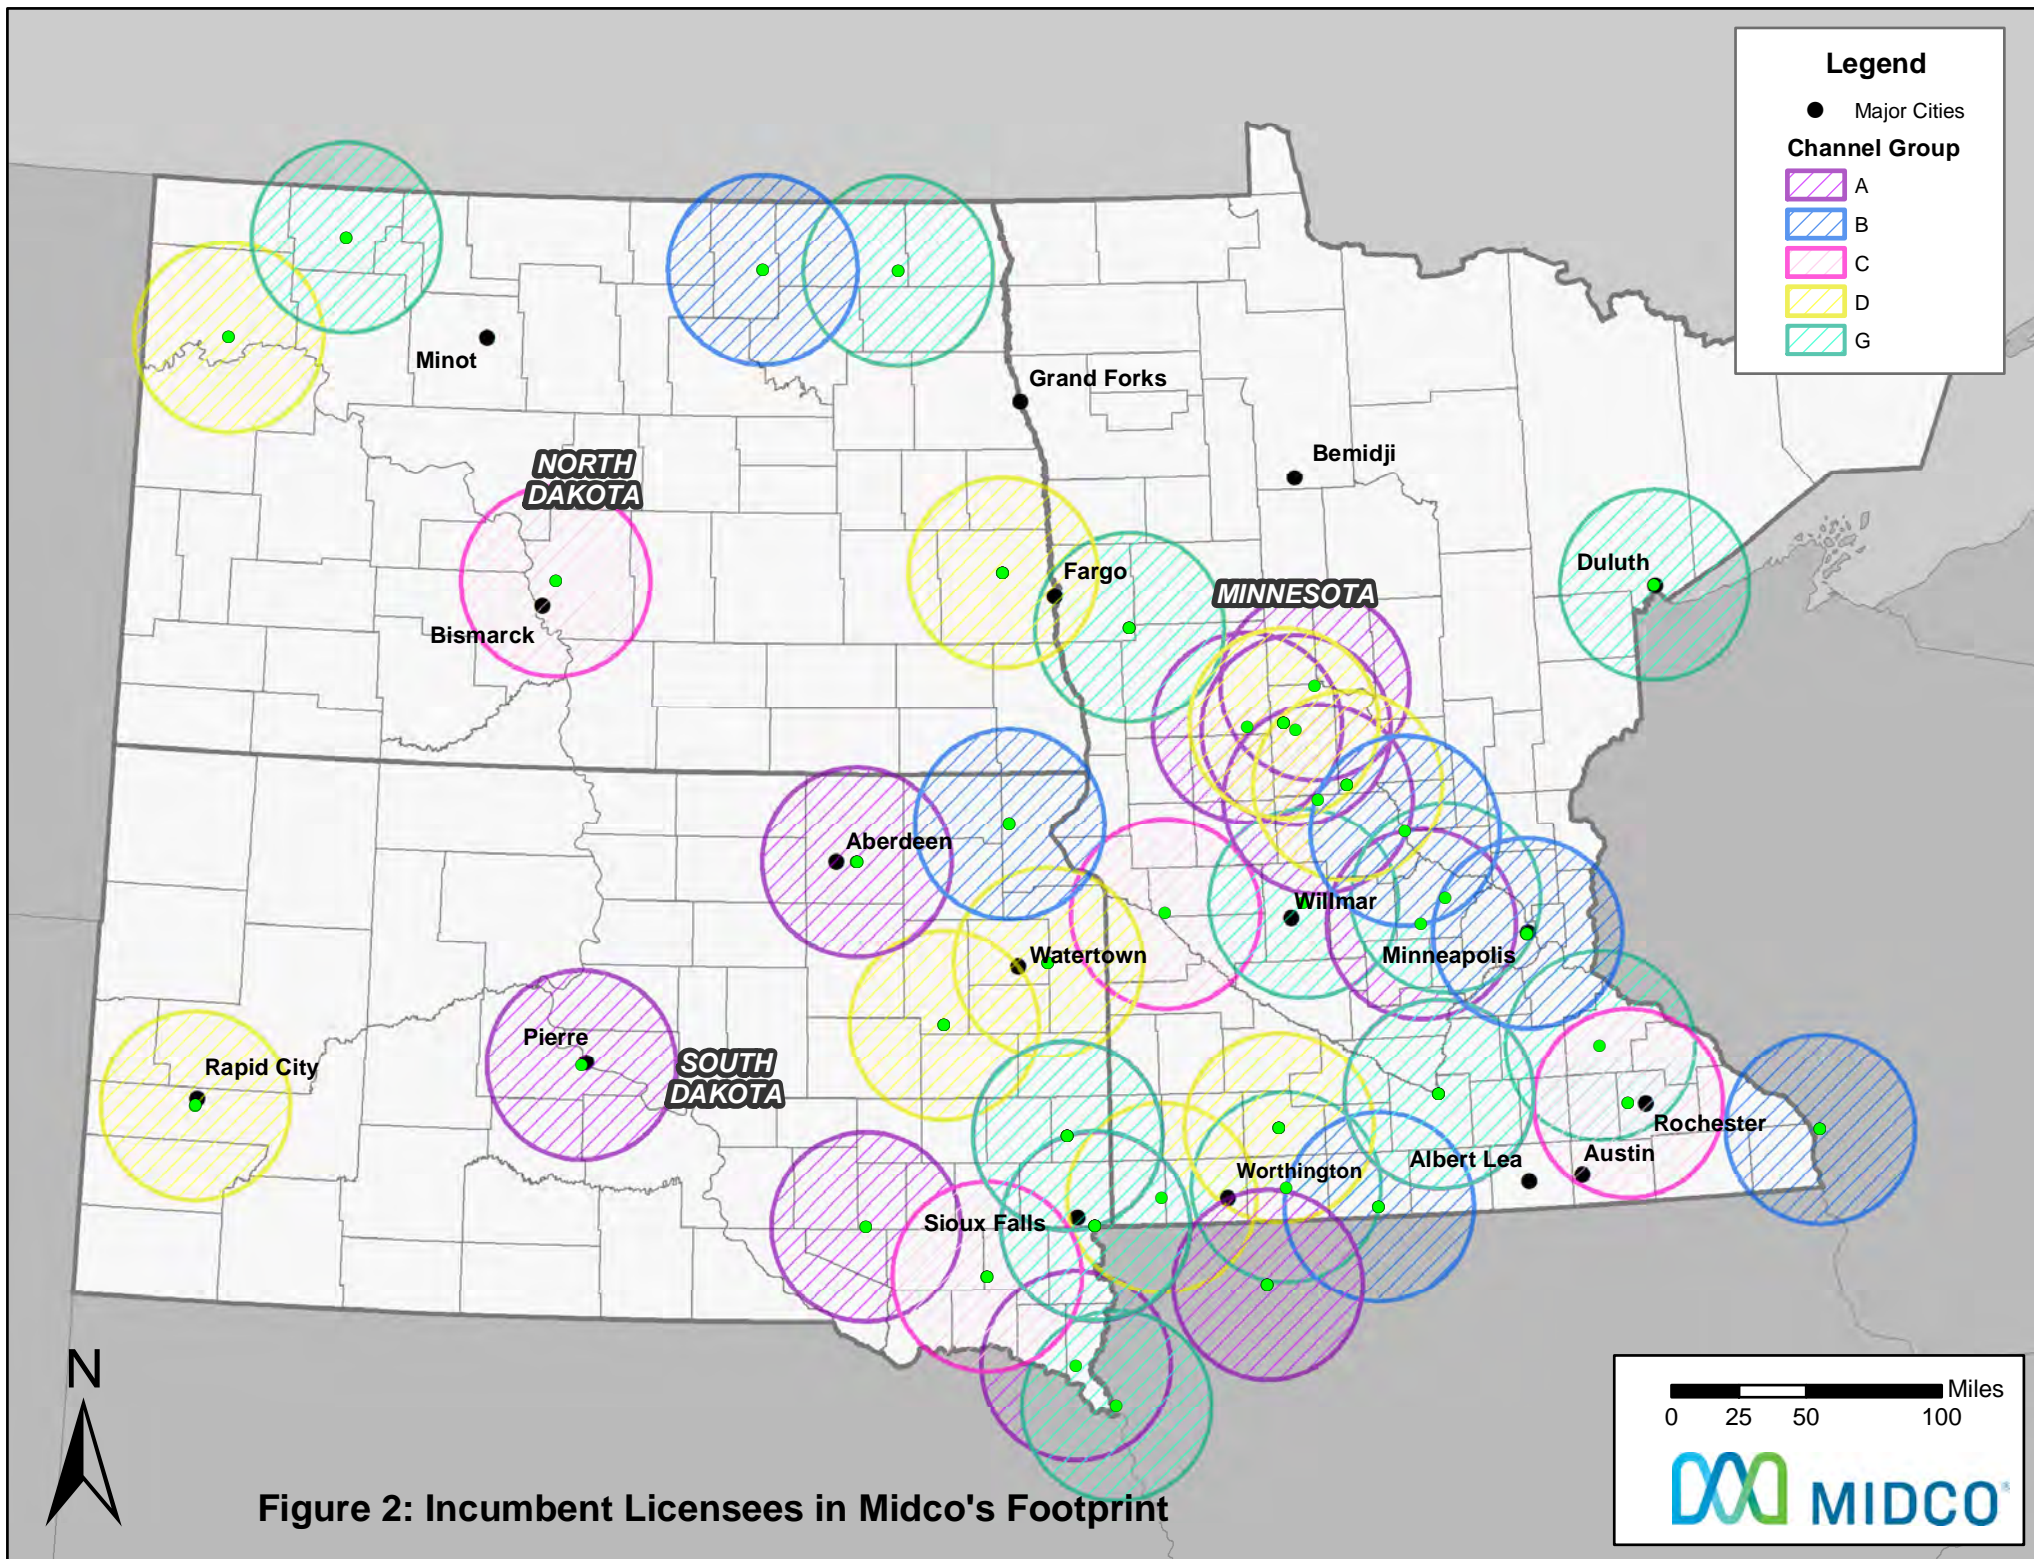 Legend
Major Cities
Channel Group
A
B
C
D
G
Minot
Grand Forks
Bemidji
NORTH
DAKOTA
Duluth
Fargo
MINNESOTA
Bismarck
Aberdeen
Willmar
Watertown
Minneapolis
Pierre
SOUTH
DAKOTA
Rapid City
Rochester
Austin
Albert Lea
Worthington
Sioux Falls
N
Miles
0 25 50 100
MIDCO®
Figure 2: Incumbent Licensees in Midco's Footprint